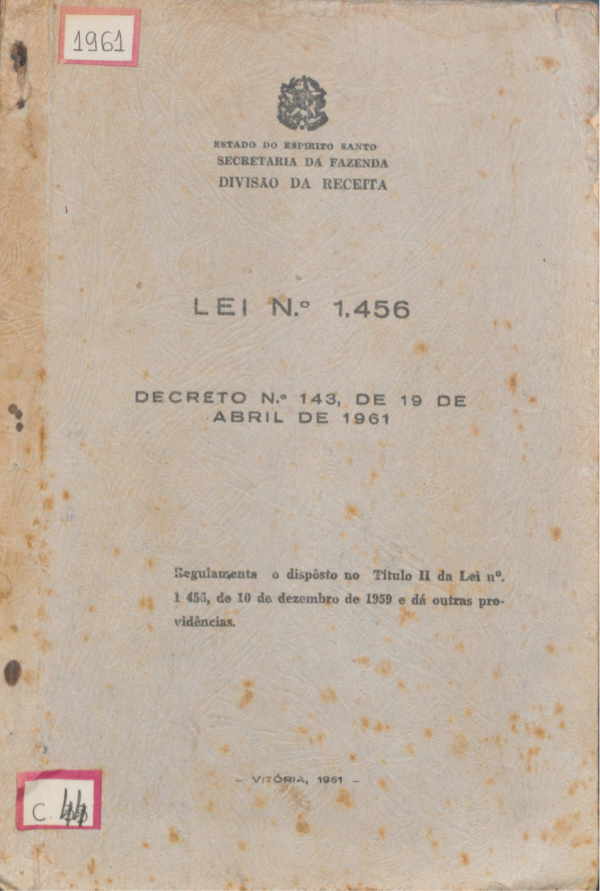 1961
ESTADO DO ESPIRITO SANTO
SECRETARIA DA FAZENDA
DIVISÃO DA RECEITA
LEI N.º 1.456
DECRETO N.º 143, DE 19 DE
ABRIL DE 1961
Regulamenta o dispôsto no Titulo II da Lei nº.
1 456, de 10 de dezembro de 1959 e dá outras pro-
vidências.
– VITÓRIA, 1961 –
C.